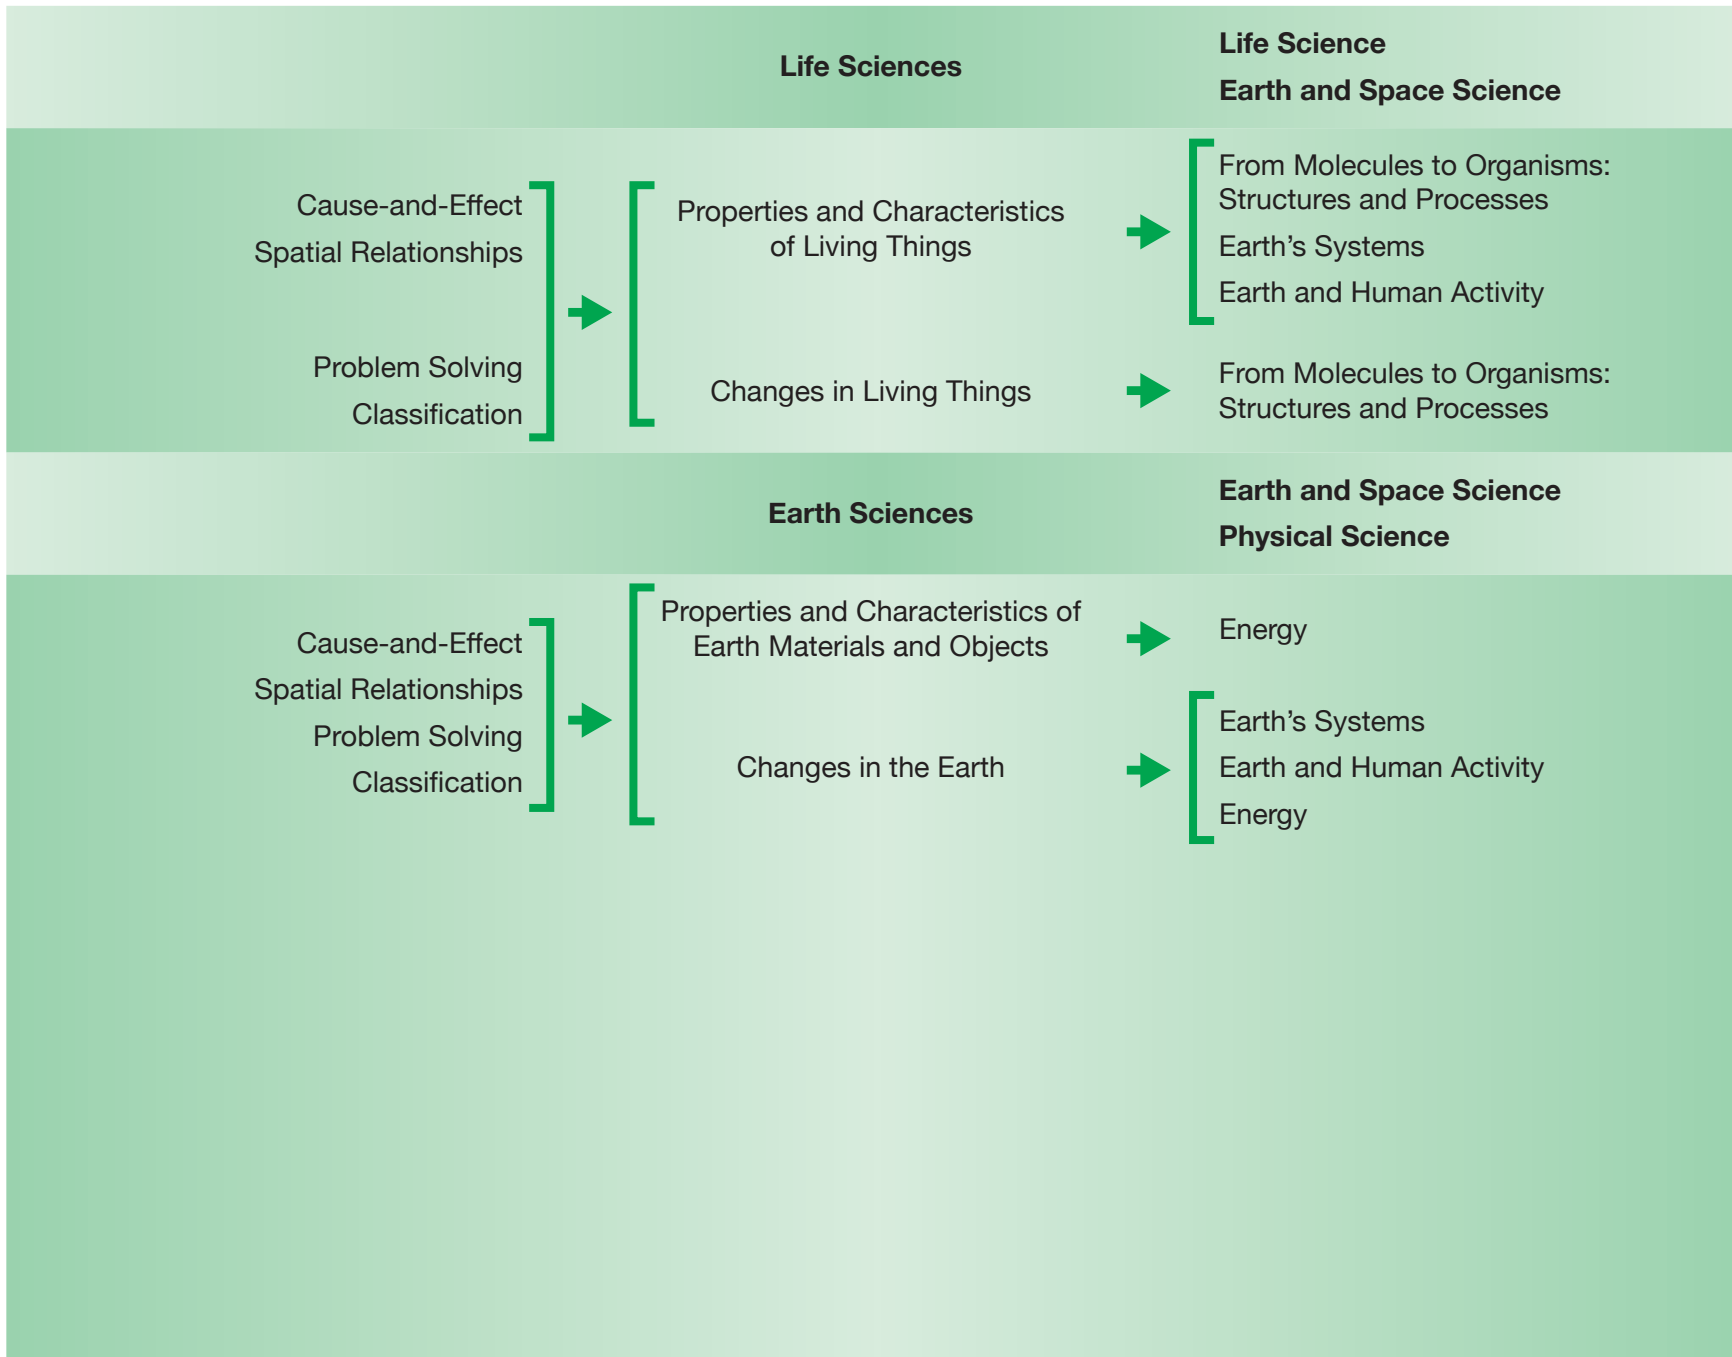 Life Sciences
Life Science
Earth and Space Science
Cause-and-Effect
Spatial Relationships
Problem Solving
Classification
Properties and Characteristics
of Living Things
Changes in Living Things
From Molecules to Organisms:
Structures and Processes
Earth’s Systems
Earth and Human Activity
From Molecules to Organisms:
Structures and Processes
Earth Sciences
Earth and Space Science
Physical Science
Cause-and-Effect
Spatial Relationships
Problem Solving
Classification
Properties and Characteristics of
Earth Materials and Objects
Changes in the Earth
Energy
Earth’s Systems
Earth and Human Activity
Energy